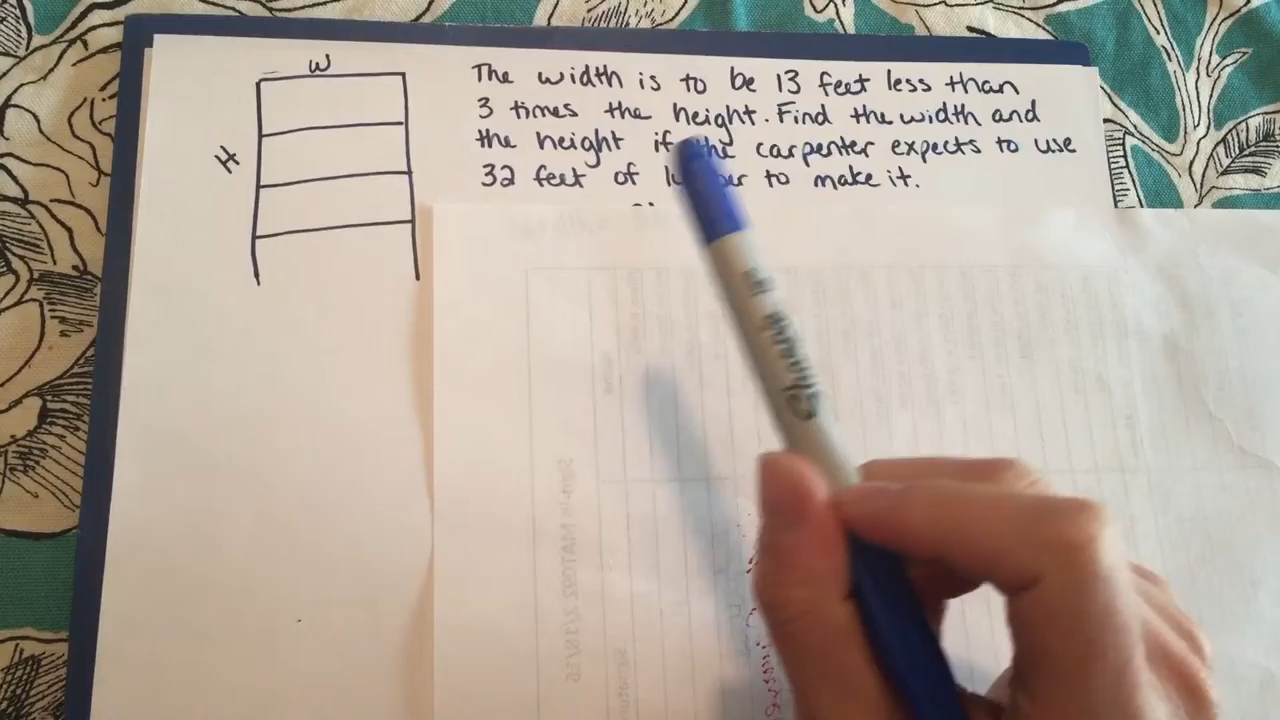 W
H
The width is to be 13 feet less than
3 times the height. Find the width and
the height if the carpenter expects to use
32 feet of to make it.
Sharpie